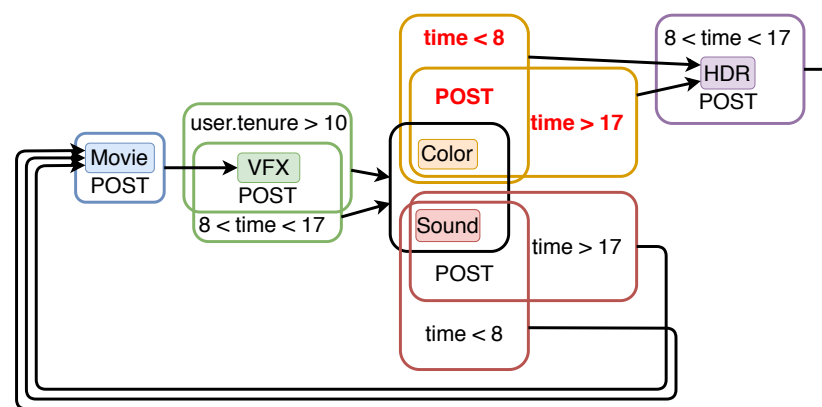 time < 8
8 < time < 17
HDR
POST
POST
user.tenure > 10
time > 17
Movie
VFX
Color
POST
POST
8 < time < 17
Sound
time > 17
POST
time < 8